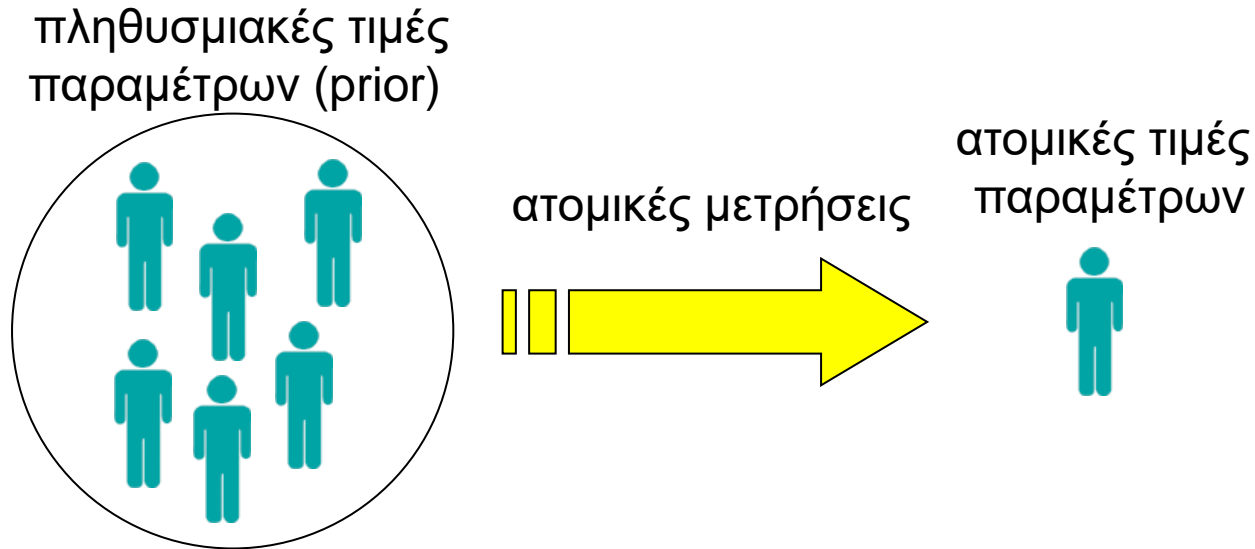 πληθυσμιακές τιμές
παραμέτρων (prior)
ατομικές μετρήσεις
ατομικές τιμές
παραμέτρων